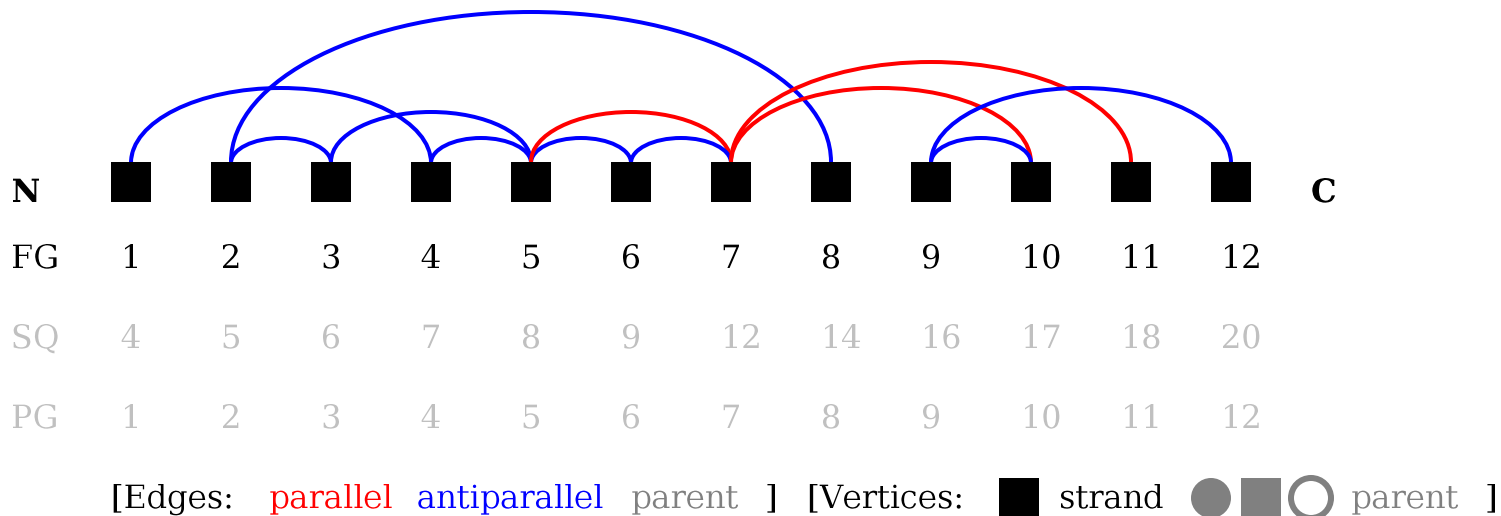 N C
FG 1 2 3 4 5 6 7 8 9 10 11 12
SQ 4 5 6 7 8 9 12 14 16 17 18 20
PG 1 2 3 4 5 6 7 8 9 10 11 12
[Edges: parallel antiparallel parent ] [Vertices: strand parent ]